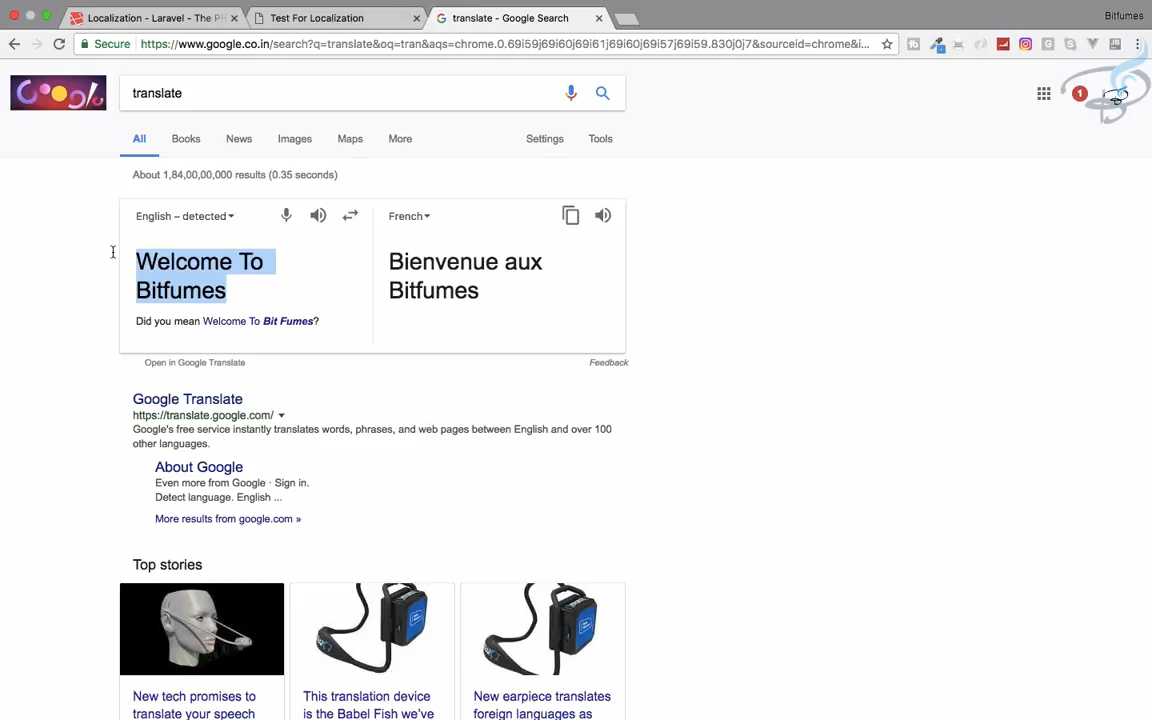 Localization - Laravel - The P
Test For Localization
translate - Google Search
Bitfumes
Secure
https://www.google.co.in/search?q=translate&oq=tran&aqs=chrome.0.69i59j69i60j69i61j69i60j69i57j69i59.830j0j7&sourceid=chrome&i...
translate
1
All
Books
News
Images
Maps
More
Settings
Tools
About 1,84,00,00,000 results (0.35 seconds)
English – detected
French
Welcome To
Bitfumes
Bienvenue aux
Bitfumes
Did you mean Welcome To Bit Fumes?
Open in Google Translate
Feedback
Google Translate
https://translate.google.com/
Google's free service instantly translates words, phrases, and web pages between English and over 100
other languages.
About Google
Even more from Google · Sign in.
Detect language. English ...
More results from google.com »
Top stories
New tech promises to
translate your speech
This translation device
is the Babel Fish we've
New earpiece translates
foreign languages as